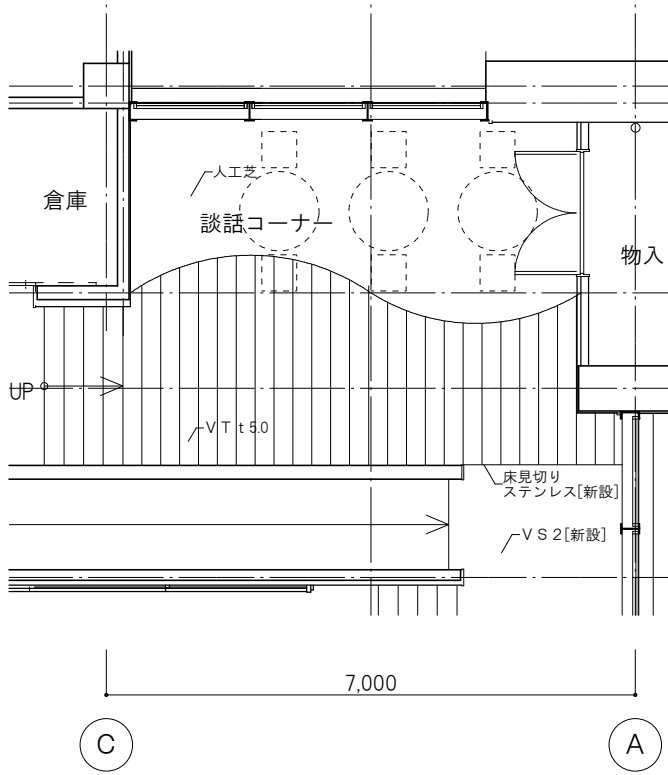 人工芝
倉庫
談話コーナー
物入
UP
VT t 5.0
床見切り
ステンレス[新設]
VS2[新設]
7,000
C
A